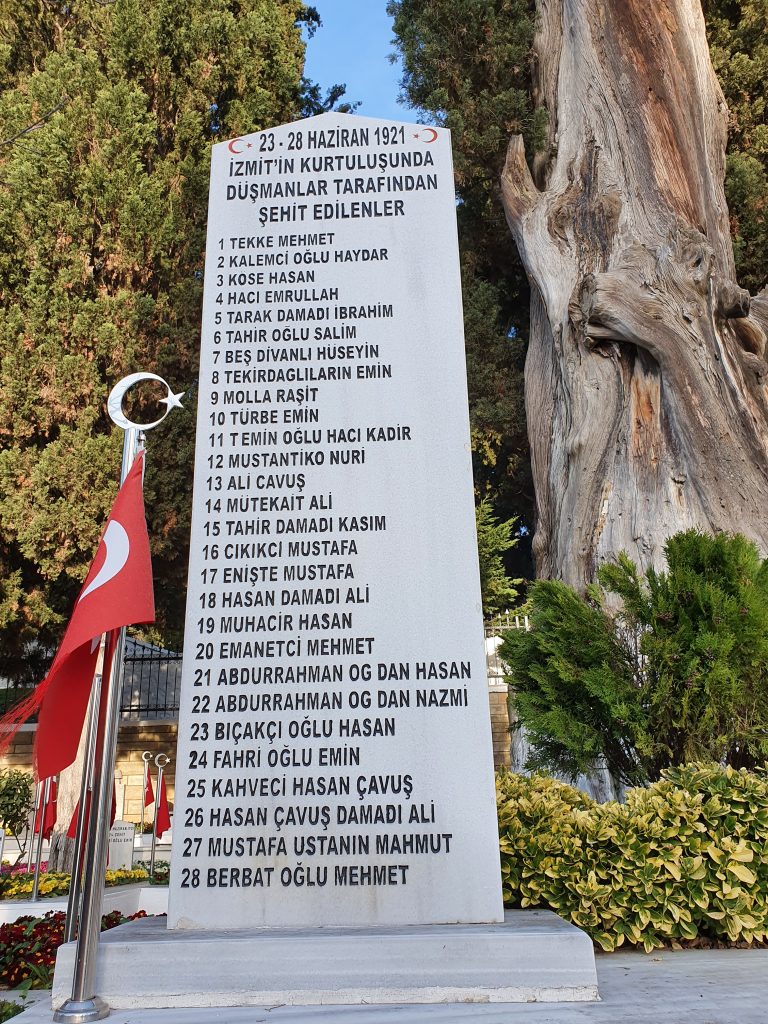 23 - 28 HAZİRAN 1921
İZMİT'İN KURTULUŞUNDA
DÜŞMANLAR TARAFINDAN
ŞEHİT EDİLENLER
1 TEKKE MEHMET
2 KALEMCİ OĞLU HAYDAR
3 KOSE HASAN
4 HACI EMRULLAH
5 TARAK DAMADI İBRAHİM
6 TAHİR OĞLU SALİM
7 BEŞ DİVANLI HÜSEYİN
8 TEKİRDAGLILARIN EMİN
9 MOLLA RAŞİT
10 TÜRBE EMİN
11 TEMIN OĞLU HACI KADİR
12 MUSTANTİKO NURİ
13 ALİ CAVUŞ
14 MÜTEKAİT ALİ
15 TAHİR DAMADI KASIM
16 CIKIKCI MUSTAFA
17 ENİŞTE MUSTAFA
18 HASAN DAMADI ALİ
19 MUHACİR HASAN
20 EMANETCİ MEHMET
21 ABDURRAHMAN OG DAN HASAN
22 ABDURRAHMAN OG DAN NAZMİ
23 BIÇAKÇI OĞLU HASAN
24 FAHRİ OĞLU EMİN
25 KAHVECİ HASAN ÇAVUŞ
26 HASAN ÇAVUŞ DAMADI ALİ
27 MUSTAFA USTANIN MAHMUT
28 BERBAT OĞLU MEHMET